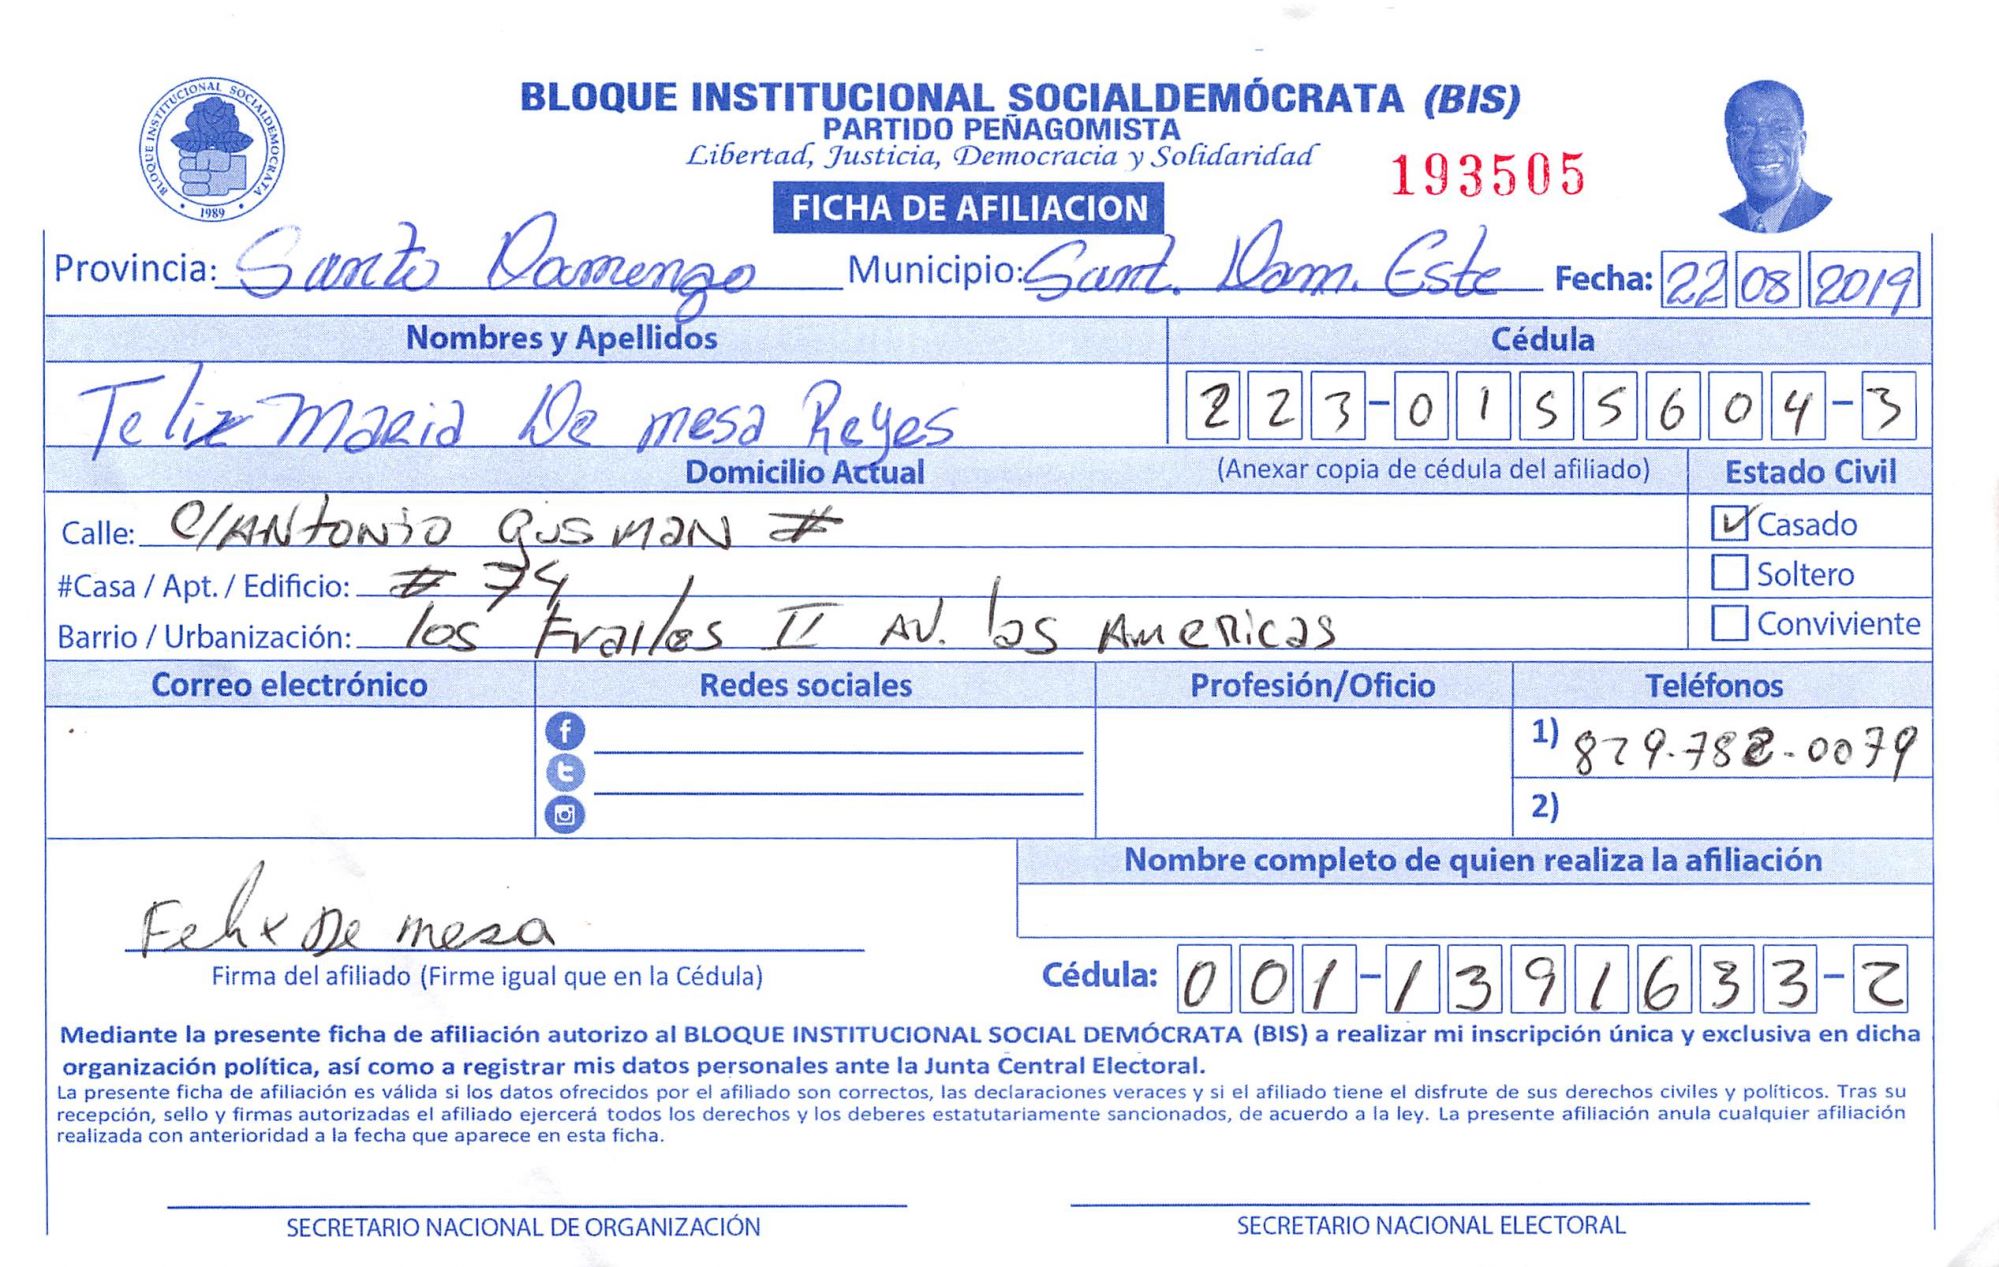 BLOQUE INSTITUCIONAL SOCIALDEMOCRATA
1989
BLOQUE INSTITUCIONAL SOCIALDEMÓCRATA (BIS)
PARTIDO PEÑAGOMISTA
Libertad, Justicia, Democracia y Solidaridad
193505
FICHA DE AFILIACION
Provincia: Santo Domengo Municipio: Sant. Dom. Este Fecha: 22 08 2019
Nombres y Apellidos Cédula
Feliz Maria De mesa Reyes 223-0155604-3
Domicilio Actual (Anexar copia de cédula del afiliado) Estado Civil
Calle: C/ANtONiO gusMaN # ✓ Casado
#Casa / Apt. / Edificio: # 74 Soltero
Barrio / Urbanización: los Frailes II AV. las AmeRicas Conviviente
Correo electrónico Redes sociales Profesión/Oficio Teléfonos
1) 829-782-0079
2)
Nombre completo de quien realiza la afiliación
Felix De mesa
Firma del afiliado (Firme igual que en la Cédula) Cédula: 001-1391633-2
Mediante la presente ficha de afiliación autorizo al BLOQUE INSTITUCIONAL SOCIAL DEMÓCRATA (BIS) a realizar mi inscripción única y exclusiva en dicha
organización política, así como a registrar mis datos personales ante la Junta Central Electoral.
La presente ficha de afiliación es válida si los datos ofrecidos por el afiliado son correctos, las declaraciones veraces y si el afiliado tiene el disfrute de sus derechos civiles y políticos. Tras su
recepción, sello y firmas autorizadas el afiliado ejercerá todos los derechos y los deberes estatutariamente sancionados, de acuerdo a la ley. La presente afiliación anula cualquier afiliación
realizada con anterioridad a la fecha que aparece en esta ficha.
SECRETARIO NACIONAL DE ORGANIZACIÓN SECRETARIO NACIONAL ELECTORAL